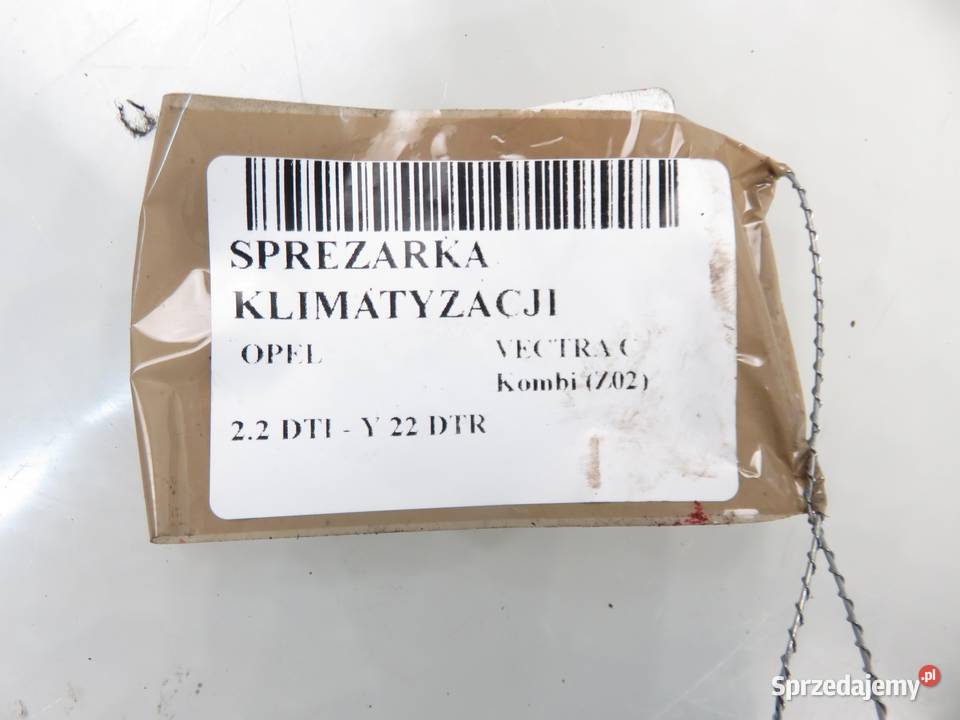 SPREZARKA
KLIMATYZACJI
OPEL VECTRA C
Kombi (Z02)
2.2 DTI - Y 22 DTR
Sprzedajemy.pl